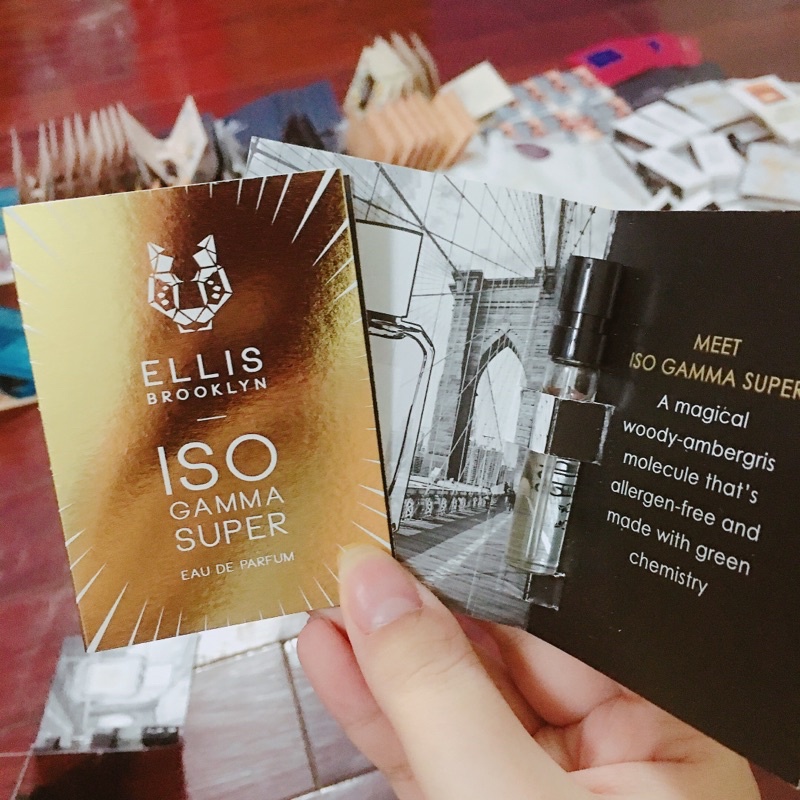 ELLIS
BROOKLYN
ISO
GAMMA
SUPER
EAU DE PARFUM
MEET
ISO GAMMA SUPER
A magical
woody-ambergris
molecule that's
allergen-free and
made with green
chemistry